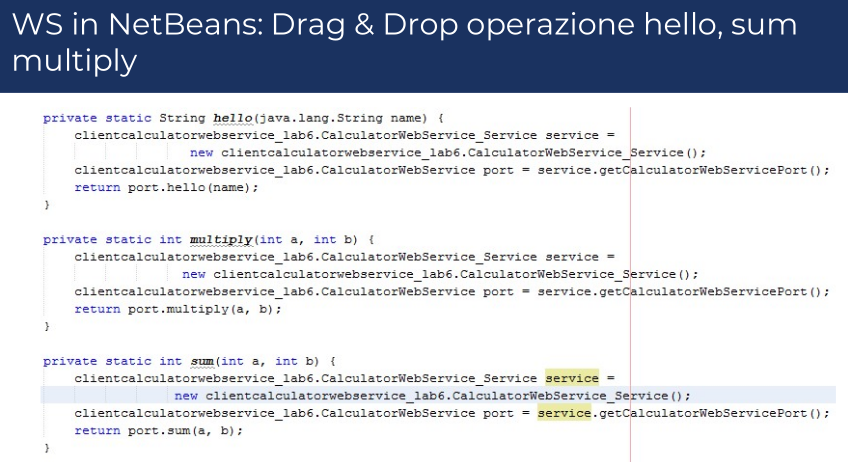 WS in NetBeans: Drag & Drop operazione hello, sum
multiply
private static String hello(java.lang.String name) {
clientcalculatorwebservice_lab6.CalculatorWebService_Service service =
new clientcalculatorwebservice_lab6.CalculatorWebService_Service();
clientcalculatorwebservice_lab6.CalculatorWebService port = service.getCalculatorWebServicePort();
return port.hello(name);
}
private static int multiply(int a, int b) {
clientcalculatorwebservice_lab6.CalculatorWebService_Service service =
new clientcalculatorwebservice_lab6.CalculatorWebService_Service();
clientcalculatorwebservice_lab6.CalculatorWebService port = service.getCalculatorWebServicePort();
return port.multiply(a, b);
}
private static int sum(int a, int b) {
clientcalculatorwebservice_lab6.CalculatorWebService_Service service =
new clientcalculatorwebservice_lab6.CalculatorWebService_Service();
clientcalculatorwebservice_lab6.CalculatorWebService port = service.getCalculatorWebServicePort();
return port.sum(a, b);
}